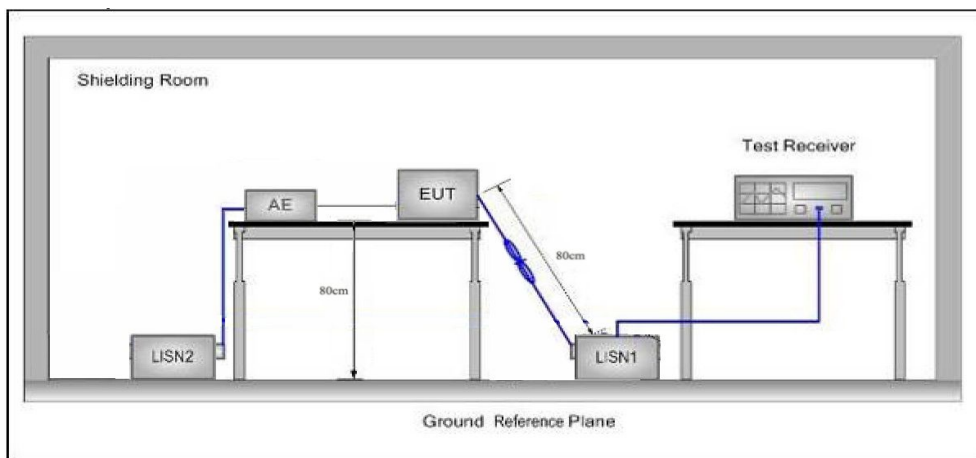 Shielding Room
Test Receiver
EUT
AE
80cm
80cm
LISN2
LISN1
Ground Reference Plane